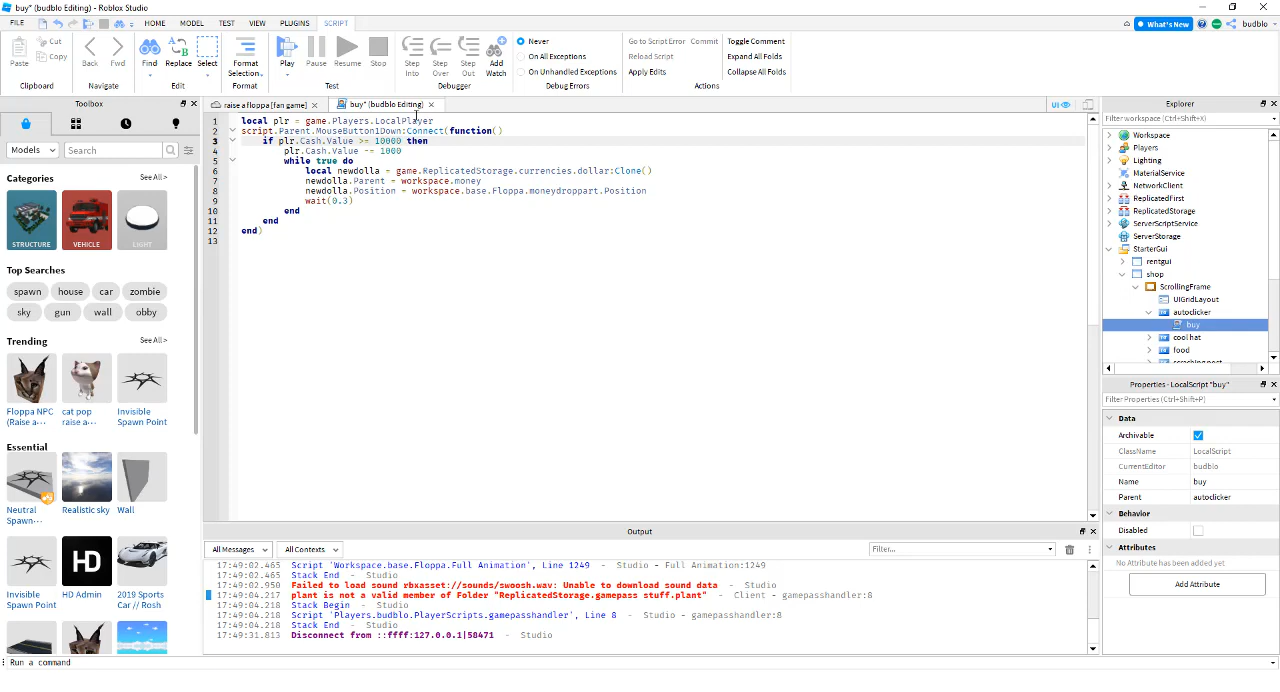 buy* (budblo) - Roblox Studio
FILE HOME MODEL TEST VIEW PLUGINS SCRIPT What's New budblo
Paste Cut Copy Back Fwd Find Replace Select Format Selection Play Pause Resume Stop Step Into Step Over Step Out Add Watch
Never
On All Exceptions
On Unhandled Exceptions
Go to Script Error Commit
Reload Script
Apply Edits
Toggle Comment
Expand All Folds
Collapse All Folds
Clipboard Navigate Edit Format Test Debugger Debug Errors Actions
Toolbox
Models Search
Categories See All >
STRUCTURE VEHICLE LIGHT
Top Searches
spawn house car zombie
sky gun wall obby
Trending See All >
Floppa NPC (Raise a… cat pop raise a… Invisible Spawn Point
Essential See All >
Neutral Spawn… Realistic sky Wall
HD
Invisible Spawn Point HD Admin 2019 Sports Car // Rosh
raise a floppa [fan game] buy* (budblo Editing) UI
1 local plr = game.Players.LocalPlayer
2 script.Parent.MouseButton1Down:Connect(function()
3 if plr.Cash.Value >= 10000 then
4 plr.Cash.Value -= 1000
5 while true do
6 local newdolla = game.ReplicatedStorage.currencies.dollar:Clone()
7 newdolla.Parent = workspace.money
8 newdolla.Position = workspace.base.Floppa.moneydroppart.Position
9 wait(0.3)
10 end
11 end
12 end)
13
Output
All Messages All Contexts Filter...
17:49:02.465 Script 'Workspace.base.Floppa.Full Animation', Line 1249 - Studio - Full Animation:1249
17:49:02.465 Stack End - Studio
17:49:02.950 Failed to load sound rbxasset://sounds/swoosh.wav: Unable to download sound data - Studio
17:49:04.217 plant is not a valid member of Folder "ReplicatedStorage.gamepass stuff.plant" - Client - gamepasshandler:8
17:49:04.217 Stack Begin - Studio
17:49:04.217 Script 'Players.budblo.PlayerScripts.gamepasshandler', Line 8 - Studio - gamepasshandler:8
17:49:04.217 Stack End - Studio
17:49:31.813 Disconnect from ::ffff:127.0.0.1|58471 - Studio
Explorer
Filter workspace (Ctrl+Shift+X)
Workspace
Players
Lighting
MaterialService
NetworkClient
ReplicatedFirst
ReplicatedStorage
ServerScriptService
ServerStorage
StarterGui
rentgui
shop
ScrollingFrame
UIGridLayout
autoclicker
buy
cool hat
food
Properties - LocalScript "buy"
Filter Properties (Ctrl+Shift+P)
Data
Archivable
ClassName LocalScript
CurrentEditor budblo
Name buy
Parent autoclicker
Behavior
Disabled
Attributes
No Attribute has been added yet
Add Attribute
Run a command